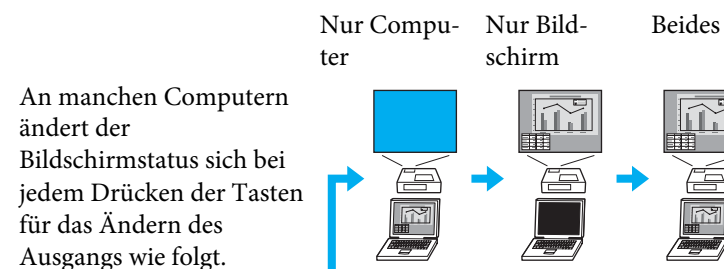 Nur Compu-
ter
Nur Bild-
schirm
Beides
An manchen Computern
ändert der
Bildschirmstatus sich bei
jedem Drücken der Tasten
für das Ändern des
Ausgangs wie folgt.